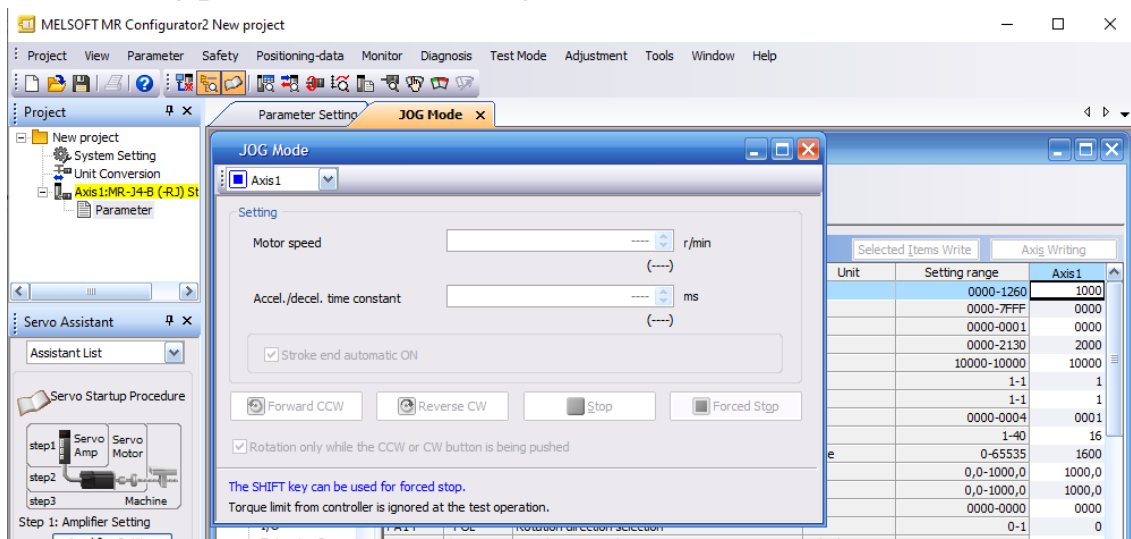 MELSOFT MR Configurator2 New project
Project View Parameter Safety Positioning-data Monitor Diagnosis Test Mode Adjustment Tools Window Help
Project
Parameter Setting JOG Mode
New project
System Setting
Unit Conversion
Axis1:MR-J4-B (-RJ) St
Parameter
Servo Assistant
Assistant List
Servo Startup Procedure
step1 Servo Amp Servo Motor
step2
step3 Machine
Step 1: Amplifier Setting
JOG Mode
Axis1
Setting
Motor speed ---- r/min
(----)
Accel./decel. time constant ---- ms
(----)
Stroke end automatic ON
Forward CCW Reverse CW Stop Forced Stop
Rotation only while the CCW or CW button is being pushed
The SHIFT key can be used for forced stop.
Torque limit from controller is ignored at the test operation.
Selected Items Write Axis Writing
Unit Setting range Axis1
0000-1260 1000
0000-7FFF 0000
0000-0001 0000
0000-2130 2000
10000-10000 10000
1-1 1
1-1 1
0000-0004 0001
1-40 16
e 0-65535 1600
0,0-1000,0 1000,0
0,0-1000,0 1000,0
0000-0000 0000
Rotation direction selection 0-1 0